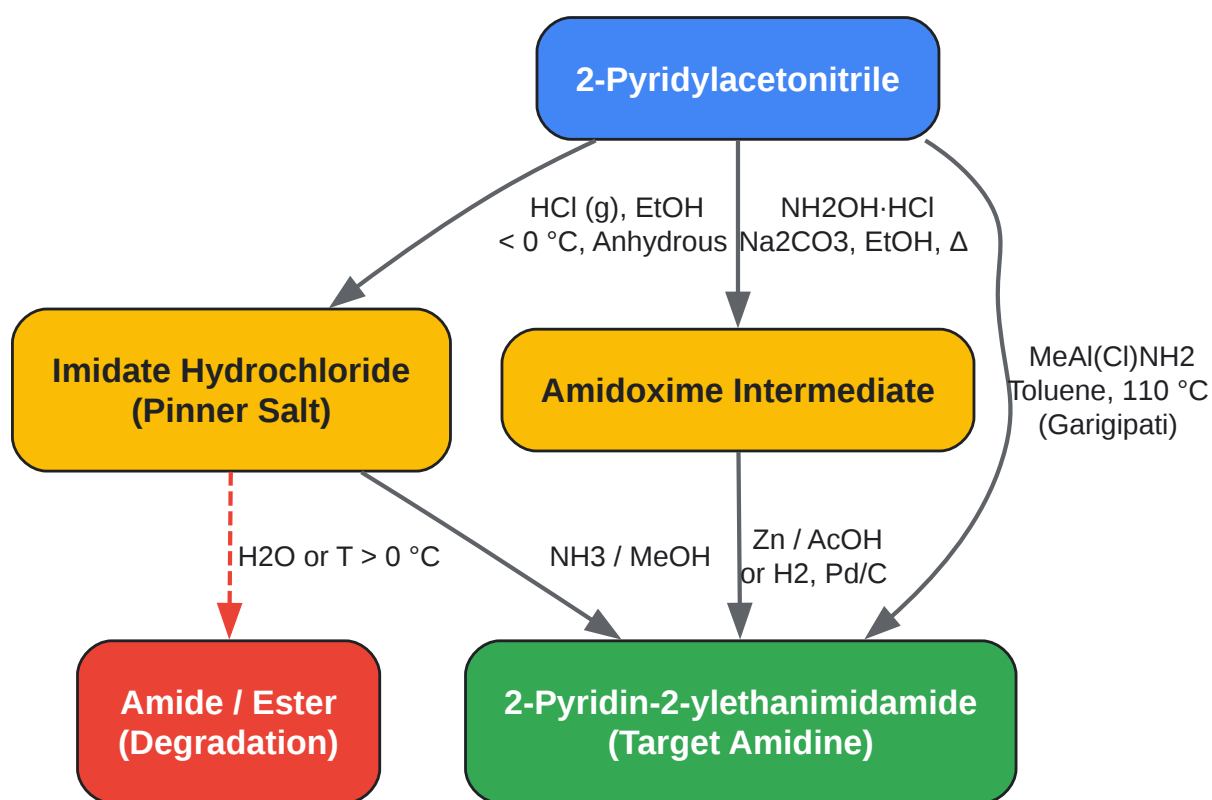 2-Pyridylacetonitrile
HCl (g), EtOH
< 0 °C, Anhydrous
NH2OH·HCl
Na2CO3, EtOH, Δ
MeAl(Cl)NH2
Toluene, 110 °C
(Garigipati)
Imidate Hydrochloride
(Pinner Salt)
Amidoxime Intermediate
H2O or T > 0 °C
NH3 / MeOH
Zn / AcOH
or H2, Pd/C
Amide / Ester
(Degradation)
2-Pyridin-2-ylethanimidamide
(Target Amidine)